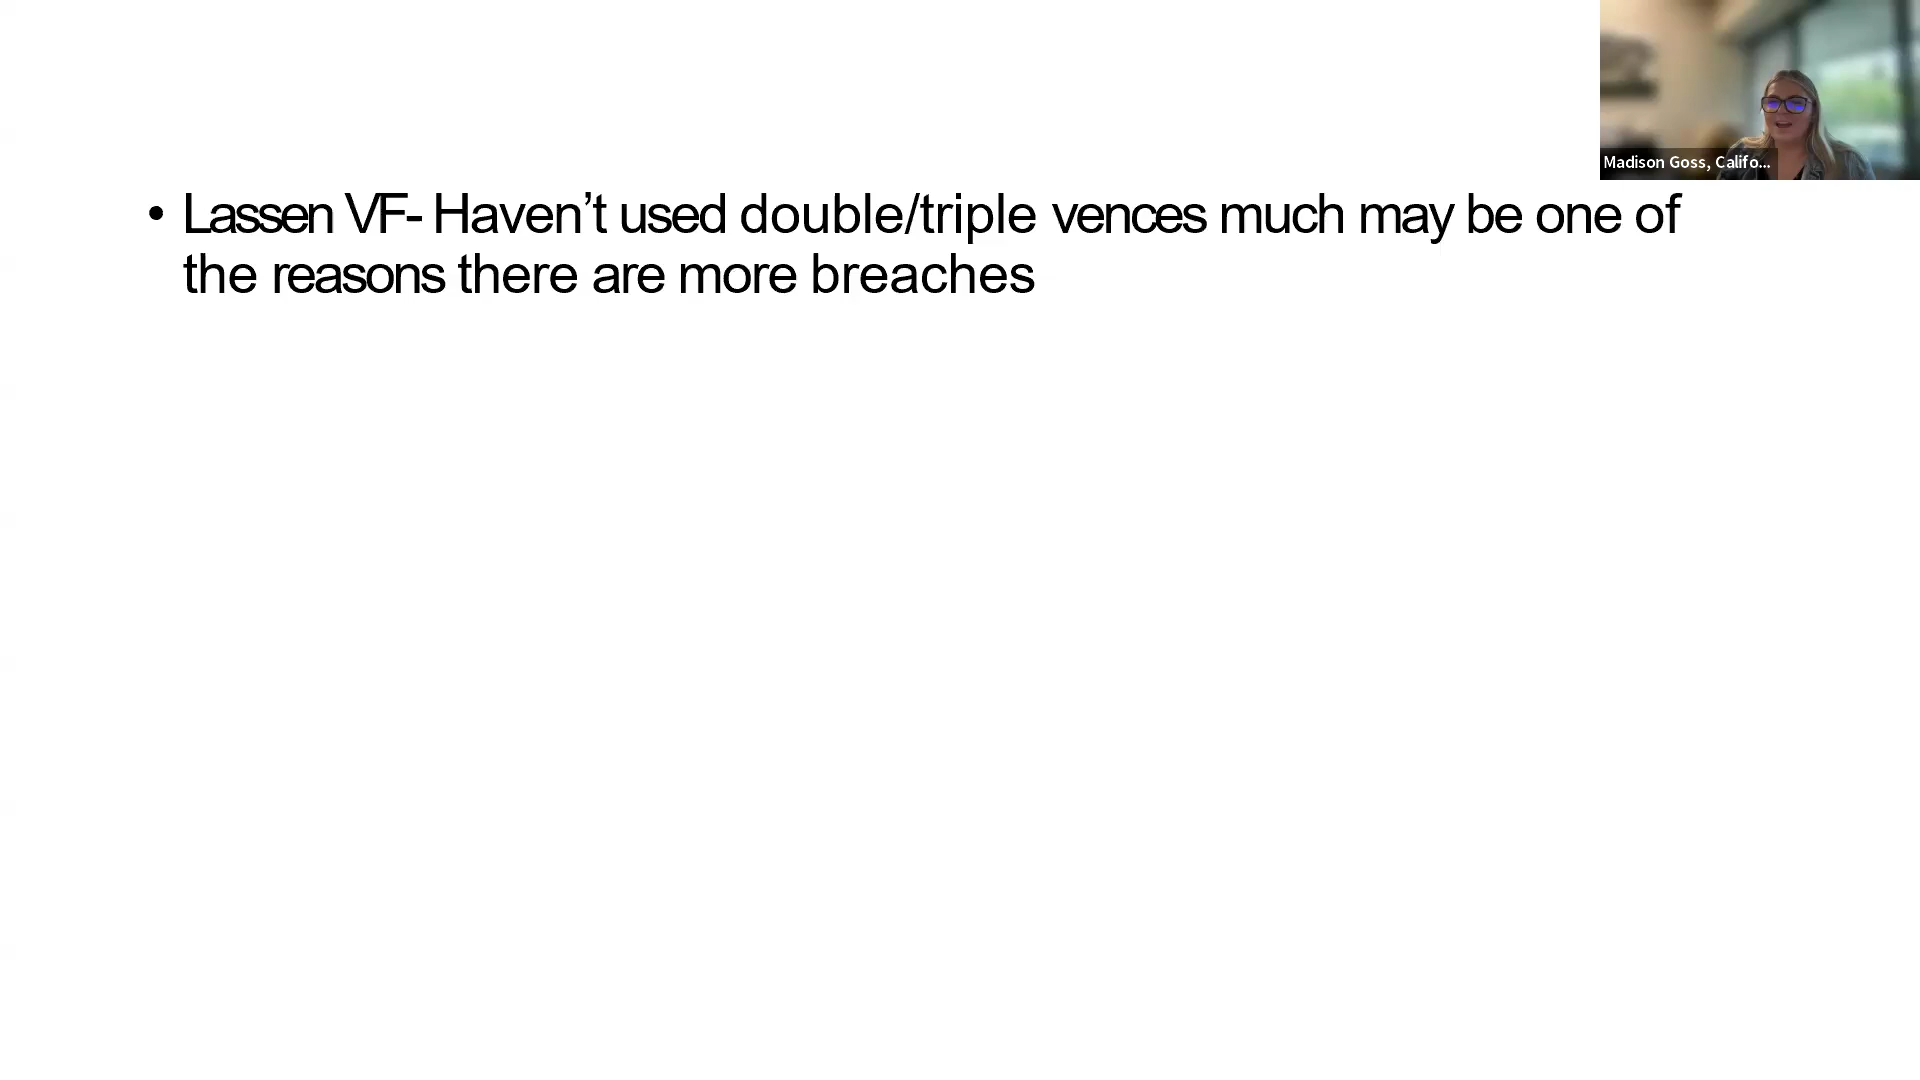 Madison Goss, Califo...
• Lassen VF- Haven’t used double/triple vences much may be one of
the reasons there are more breaches